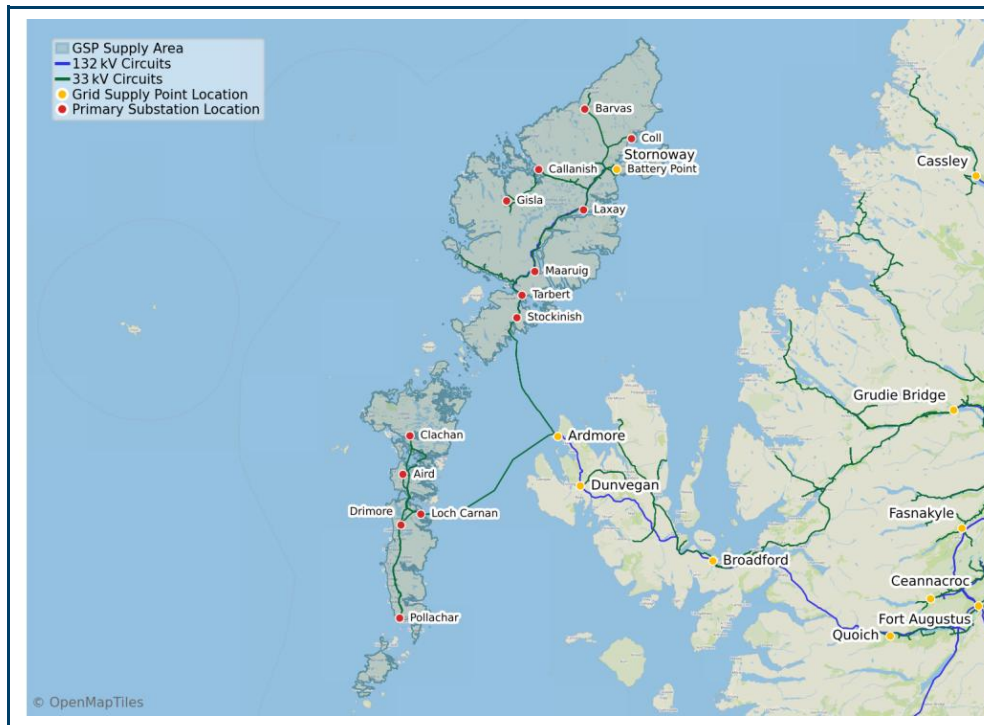 GSP Supply Area
132 kV Circuits
33 kV Circuits
Grid Supply Point Location
Primary Substation Location
Barvas
Coll
Stornoway
Callanish
Battery Point
Cassley
Gisla
Laxay
Maaruig
Tarbert
Stockinish
Grudie Bridge
Clachan
Ardmore
Aird
Dunvegan
Drimore
Loch Carnan
Fasnakyle
Broadford
Ceannacroc
Fort Augustus
Pollachar
Quoich
© OpenMapTiles